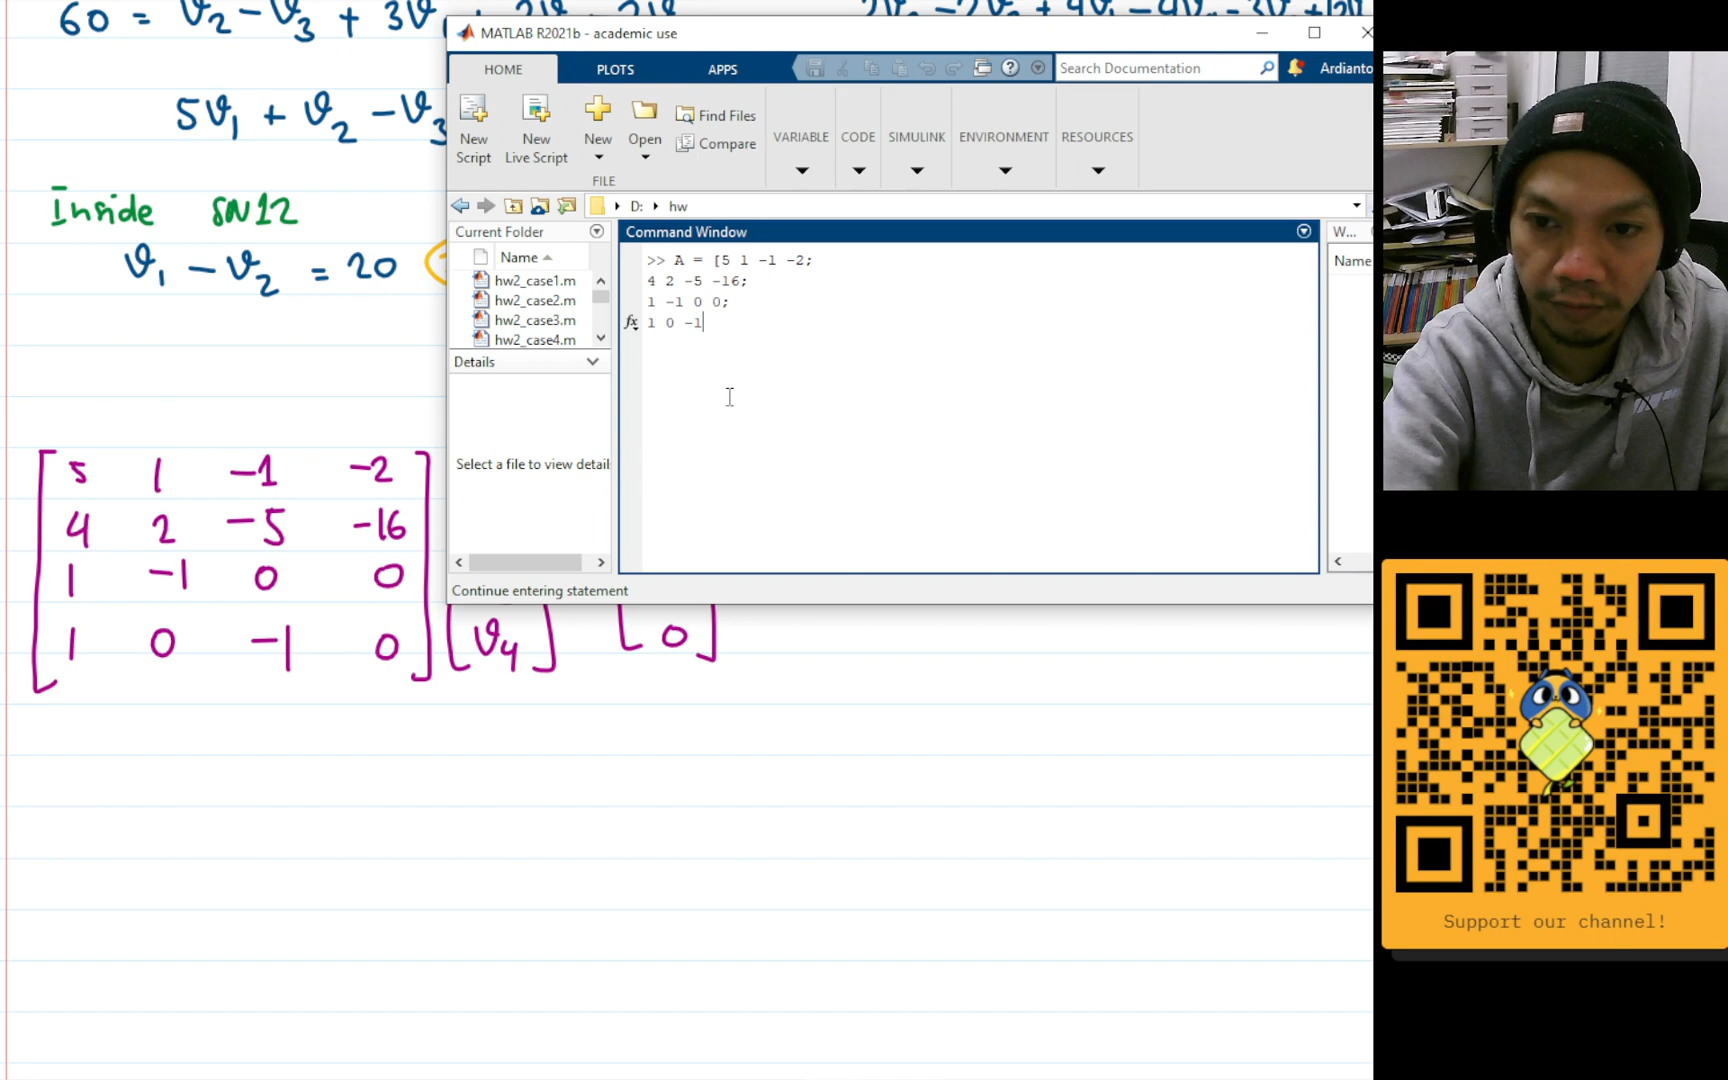 60 = v₂ - v₃ + 3v₁
5v₁ + v₂ - v₃
Inside SN12
v₁ - v₂ = 20
5 1 -1 -2
4 2 -5 -16
1 -1 0 0
1 0 -1 0
v₄
0
MATLAB R2021b - academic use
HOME PLOTS APPS
Search Documentation
Ardianto
New Script
New Live Script
New
Open
Find Files
Compare
FILE
VARIABLE
CODE
SIMULINK
ENVIRONMENT
RESOURCES
D: hw
Current Folder
Name
hw2_case1.m
hw2_case2.m
hw2_case3.m
hw2_case4.m
Details
Select a file to view detail
Command Window
>> A = [5 1 -1 -2;
4 2 -5 -16;
1 -1 0 0;
fx 1 0 -1
W...
Name
Continue entering statement
Support our channel!